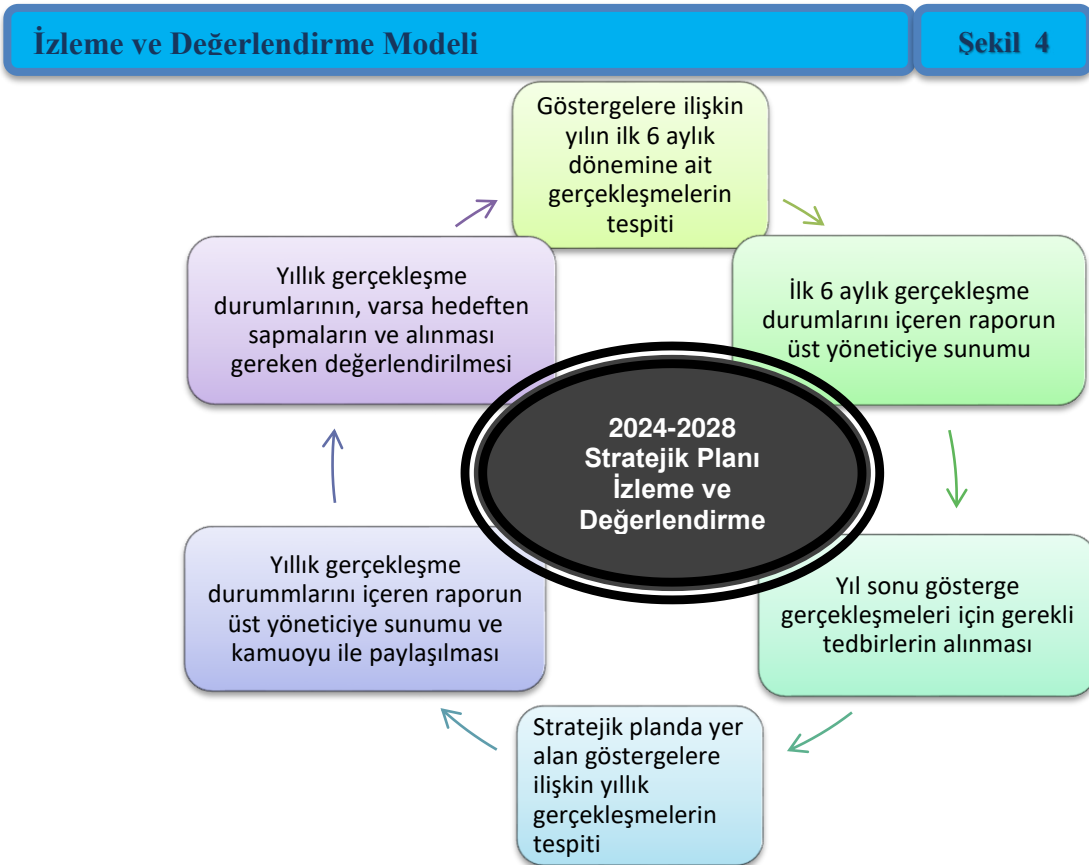 İzleme ve Değerlendirme Modeli
Şekil 4
Göstergelere ilişkin
yılın ilk 6 aylık
dönemine ait
gerçekleşmelerin
tespiti
İlk 6 aylık gerçekleşme
durumlarını içeren raporun
üst yöneticiye sunumu
Yıl sonu gösterge
gerçekleşmeleri için gerekli
tedbirlerin alınması
Stratejik planda yer
alan göstergelere
ilişkin yıllık
gerçekleşmelerin
tespiti
Yıllık gerçekleşme
durummlarını içeren raporun
üst yöneticiye sunumu ve
kamuoyu ile paylaşılması
Yıllık gerçekleşme
durumlarının, varsa hedeften
sapmaların ve alınması
gereken değerlendirilmesi
2024-2028
Stratejik Planı
İzleme ve
Değerlendirme